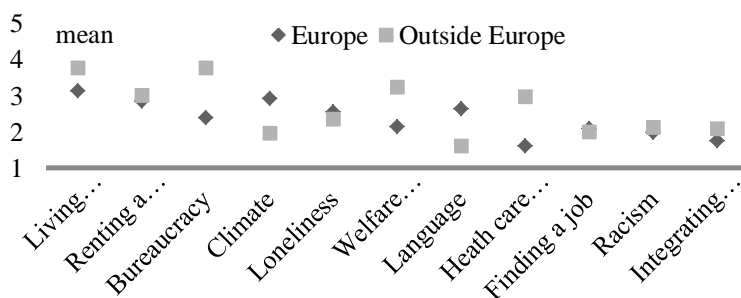 5
mean
Europe
Outside Europe
4
3
2
1
Living…
Renting a…
Bureaucracy
Climate
Loneliness
Welfare…
Language
Heath care…
Finding a job
Racism
Integrating…